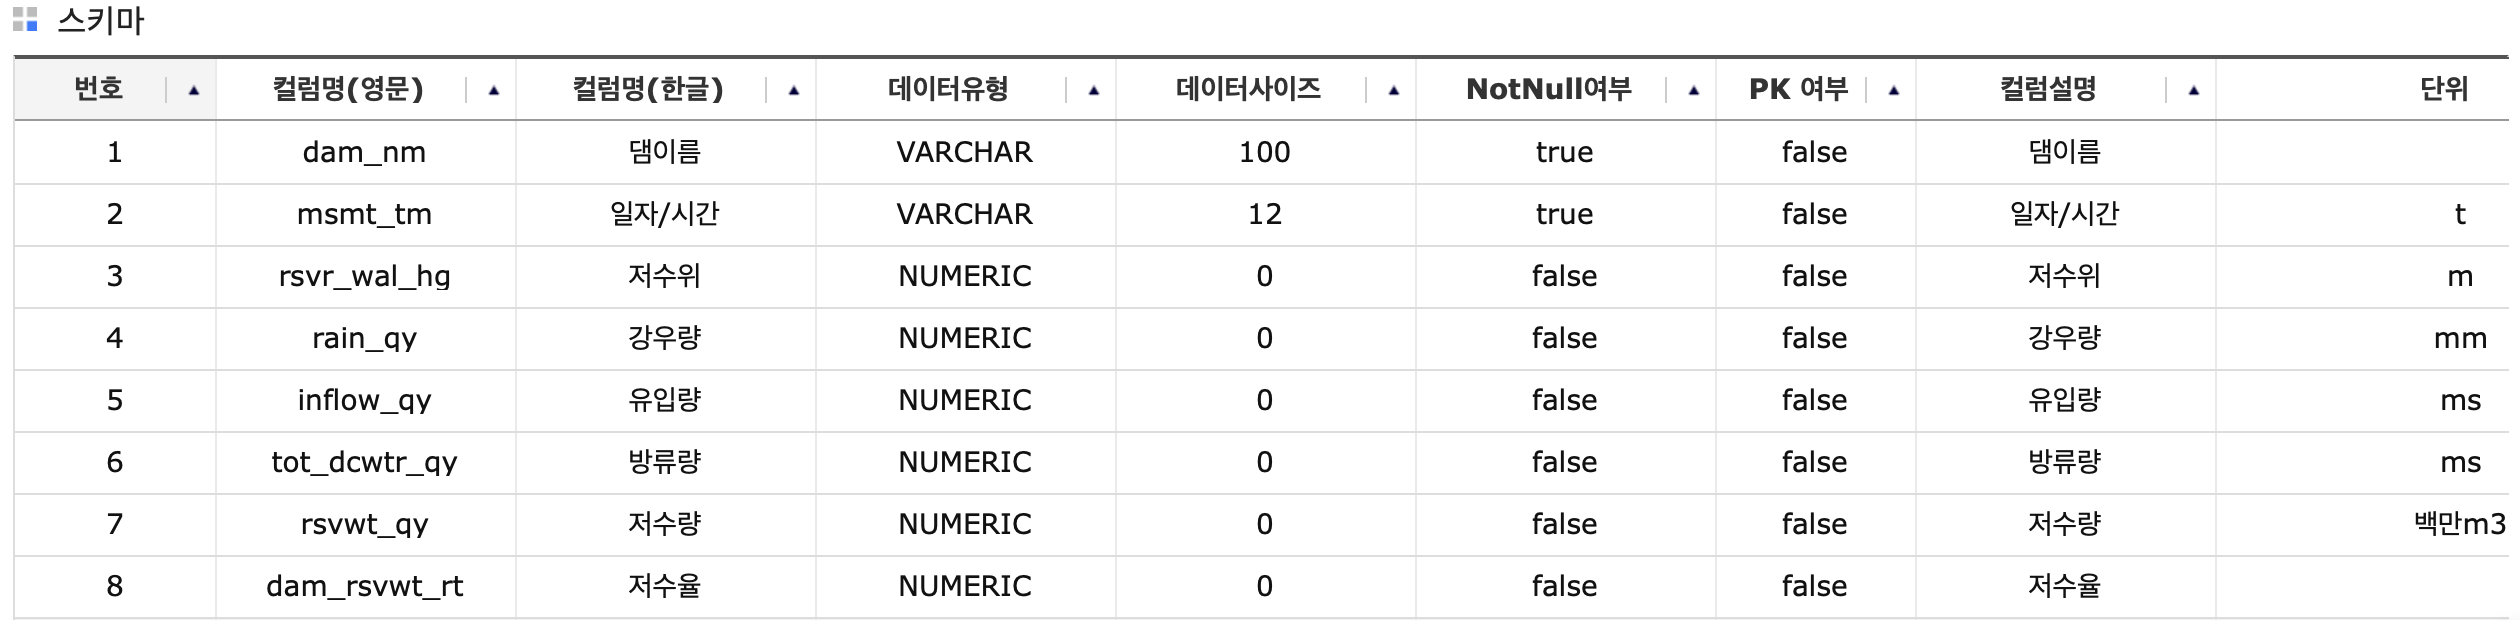 스키마
번호 ▲ 컬럼명(영문) ▲ 컬럼명(한글) ▲ 데이터유형 ▲ 데이터사이즈 ▲ NotNull여부 ▲ PK 여부 ▲ 컬럼설명 ▲ 단위
1 dam_nm 댐이름 VARCHAR 100 true false 댐이름
2 msmt_tm 일자/시간 VARCHAR 12 true false 일자/시간 t
3 rsvr_wal_hg 저수위 NUMERIC 0 false false 저수위 m
4 rain_qy 강우량 NUMERIC 0 false false 강우량 mm
5 inflow_qy 유입량 NUMERIC 0 false false 유입량 ms
6 tot_dcwtr_qy 방류량 NUMERIC 0 false false 방류량 ms
7 rsvwt_qy 저수량 NUMERIC 0 false false 저수량 백만m3
8 dam_rsvwt_rt 저수율 NUMERIC 0 false false 저수율